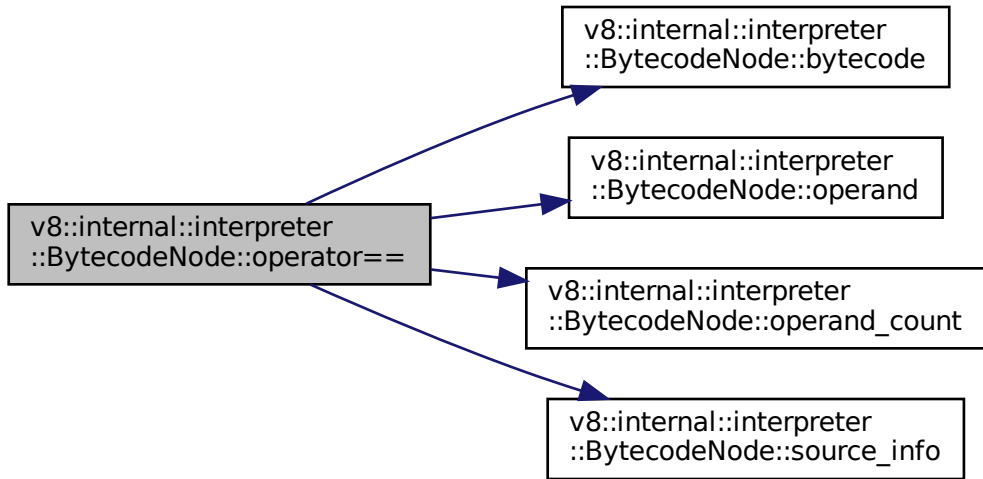 v8::internal::interpreter
::BytecodeNode::bytecode
v8::internal::interpreter
::BytecodeNode::operand
v8::internal::interpreter
::BytecodeNode::operator==
v8::internal::interpreter
::BytecodeNode::operand_count
v8::internal::interpreter
::BytecodeNode::source_info